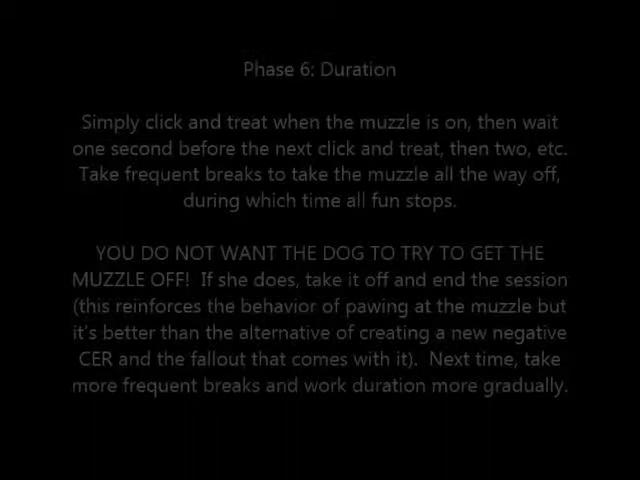 Phase 6: Duration
Simply click and treat when the muzzle is on, then wait
one second before the next click and treat, then two, etc.
Take frequent breaks to take the muzzle all the way off,
during which time all fun stops.
YOU DO NOT WANT THE DOG TO TRY TO GET THE
MUZZLE OFF!  If she does, take it off and end the session
(this reinforces the behavior of pawing at the muzzle but
it's better than the alternative of creating a new negative
CER and the fallout that comes with it).  Next time, take
more frequent breaks and work duration more gradually.